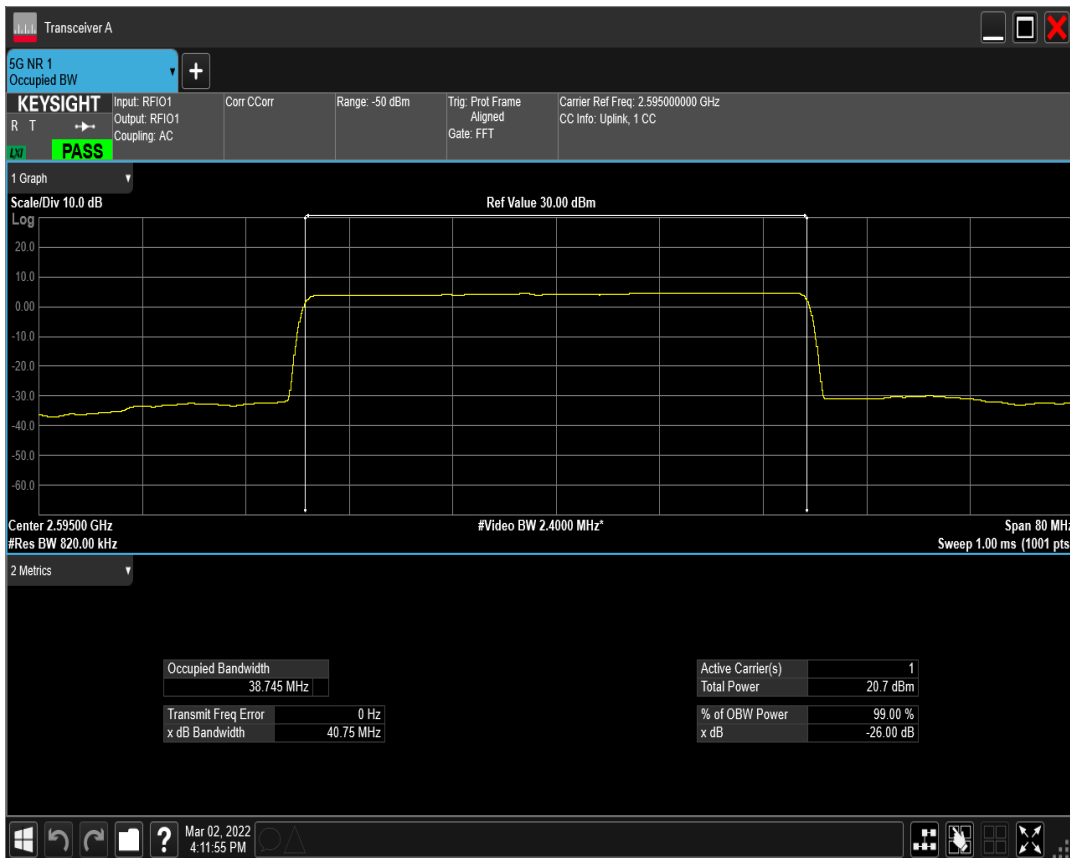 Transceiver A
5G NR 1
Occupied BW
+
KEYSIGHT
R T
LXI
PASS
Input: RFIO1
Output: RFIO1
Coupling: AC
Corr CCorr
Range: -50 dBm
Trig: Prot Frame
Aligned
Gate: FFT
Carrier Ref Freq: 2.595000000 GHz
CC Info: Uplink, 1 CC
1 Graph
Scale/Div 10.0 dB
Ref Value 30.00 dBm
Log
20.0
10.0
0.00
-10.0
-20.0
-30.0
-40.0
-50.0
-60.0
Center 2.59500 GHz
#Video BW 2.4000 MHz*
Span 80 MHz
#Res BW 820.00 kHz
Sweep 1.00 ms (1001 pts
2 Metrics
Occupied Bandwidth
38.745 MHz
Transmit Freq Error 0 Hz
x dB Bandwidth 40.75 MHz
Active Carrier(s) 1
Total Power 20.7 dBm
% of OBW Power 99.00 %
x dB -26.00 dB
?
Mar 02, 2022
4:11:55 PM